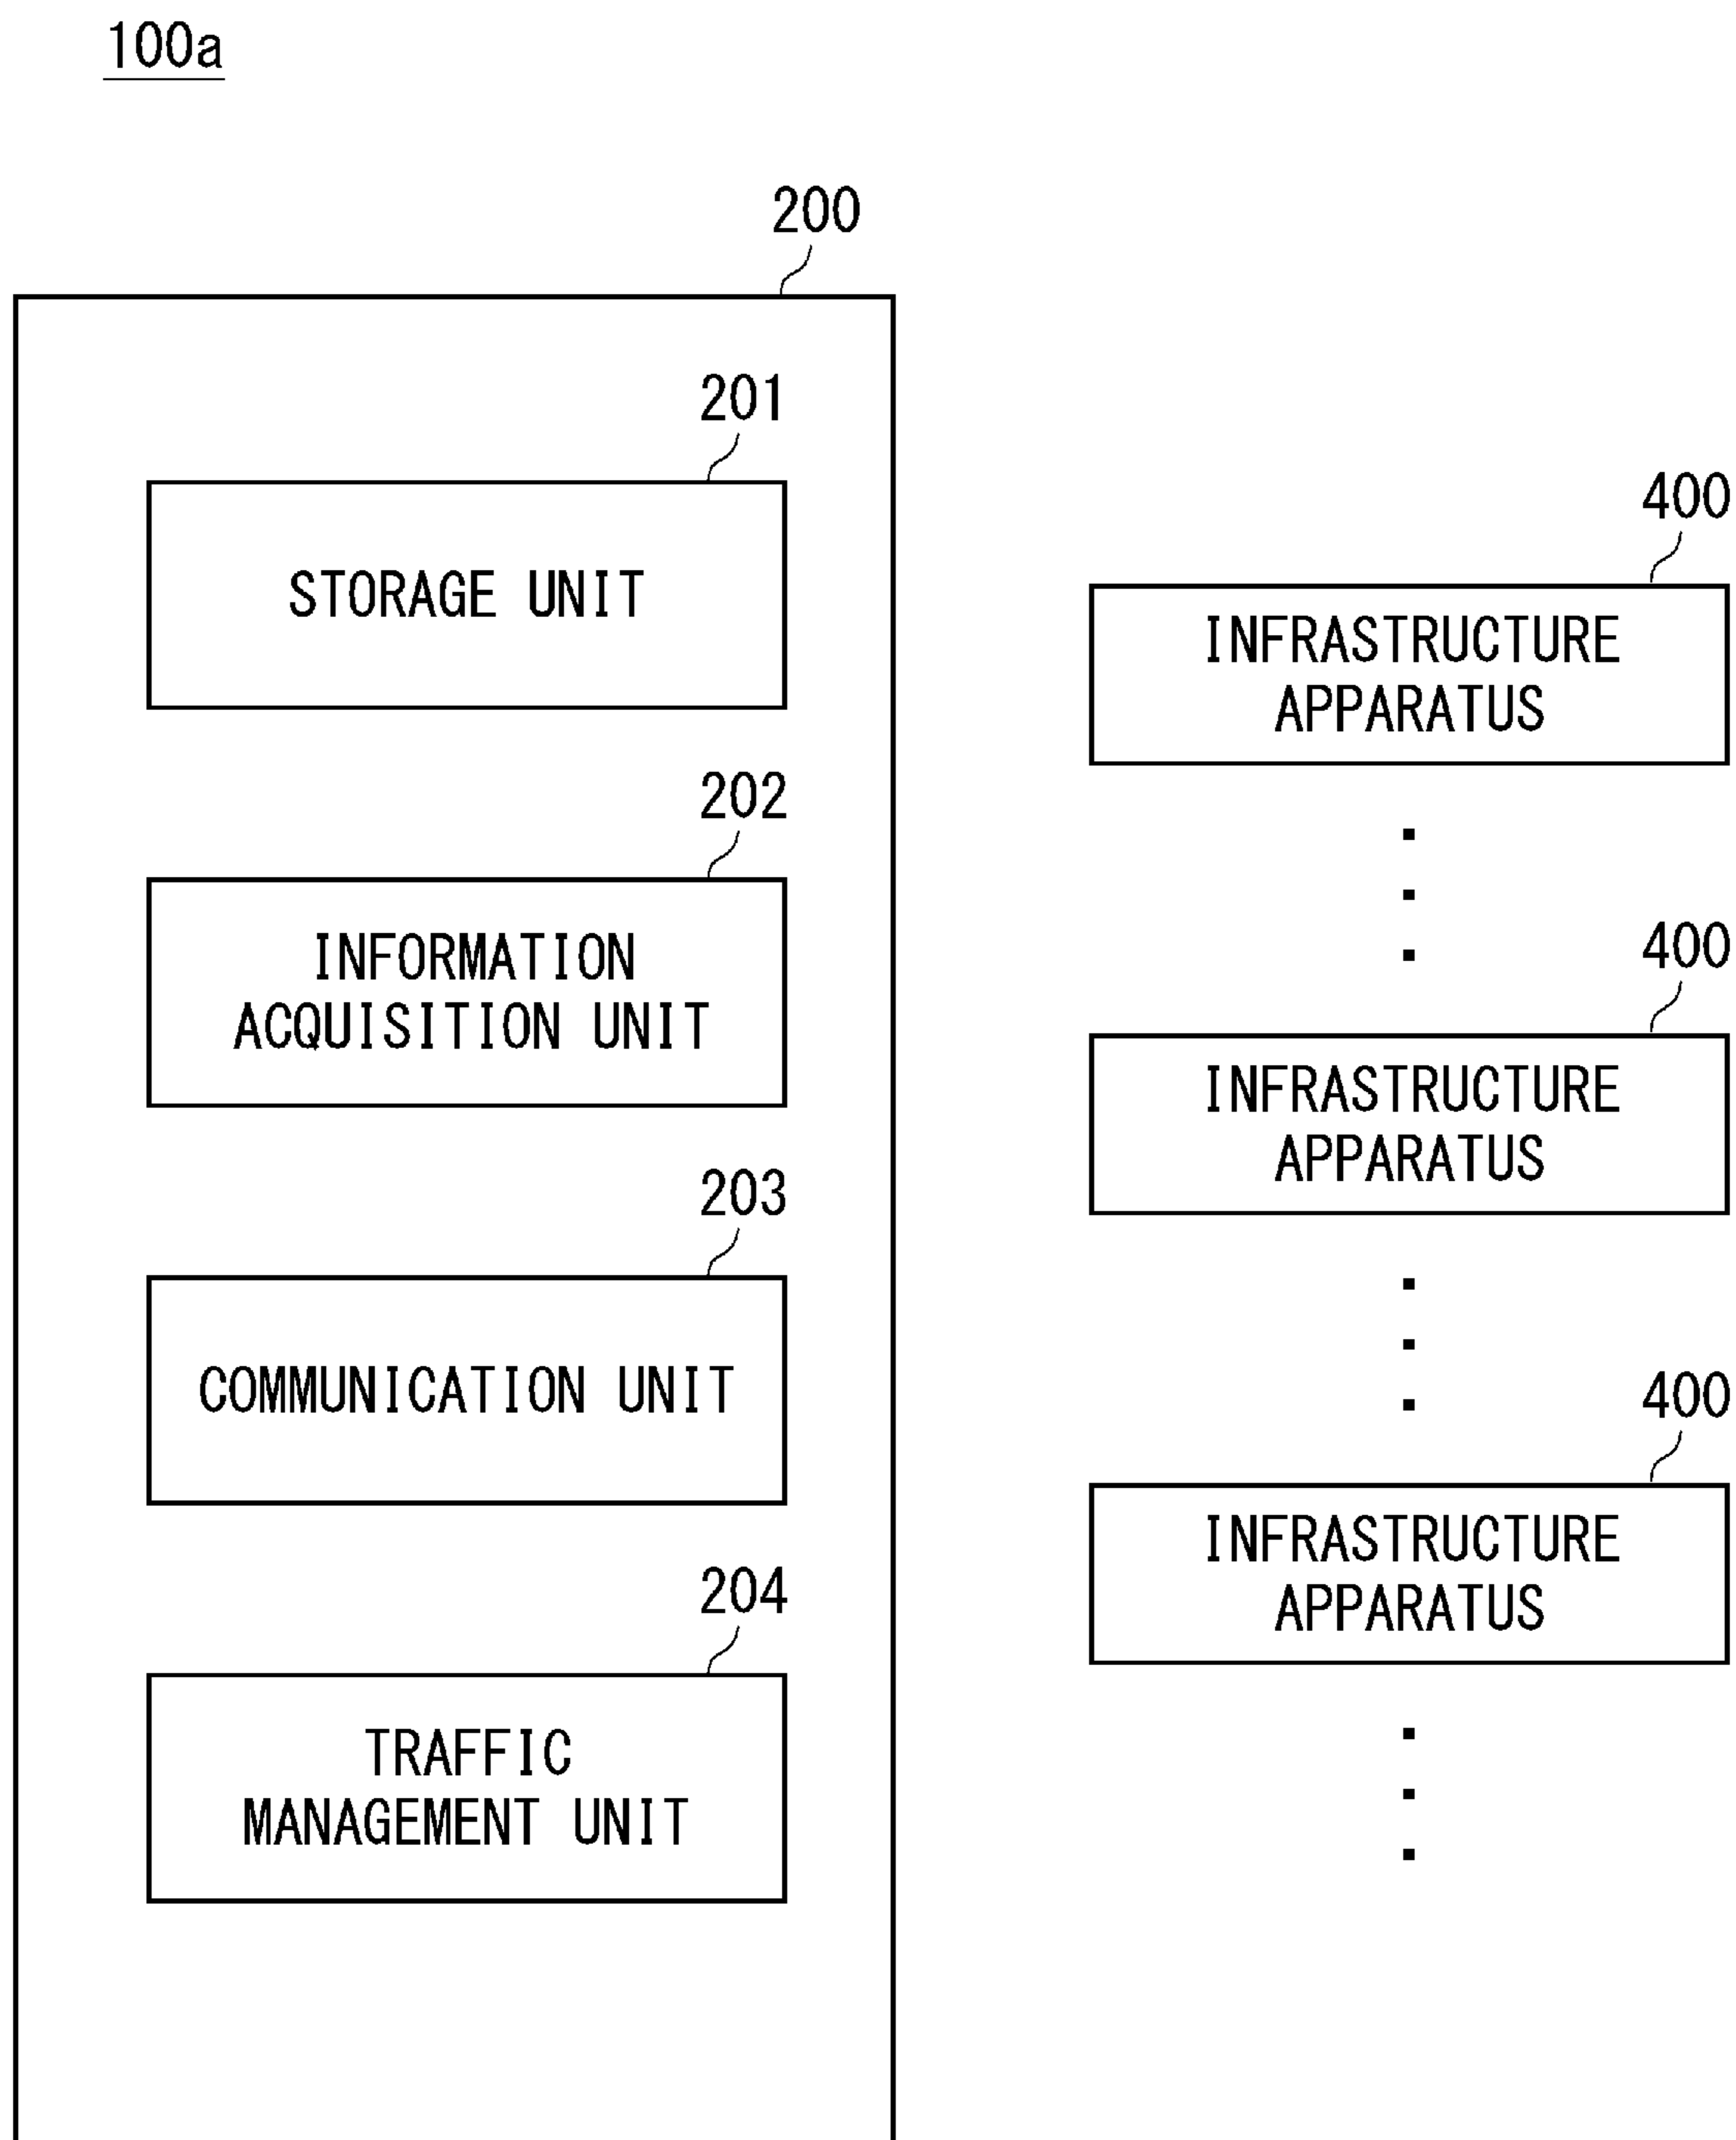 100a
200
201
STORAGE UNIT
202
INFORMATION
ACQUISITION UNIT
203
COMMUNICATION UNIT
204
TRAFFIC
MANAGEMENT UNIT
400
INFRASTRUCTURE
APPARATUS
400
INFRASTRUCTURE
APPARATUS
400
INFRASTRUCTURE
APPARATUS